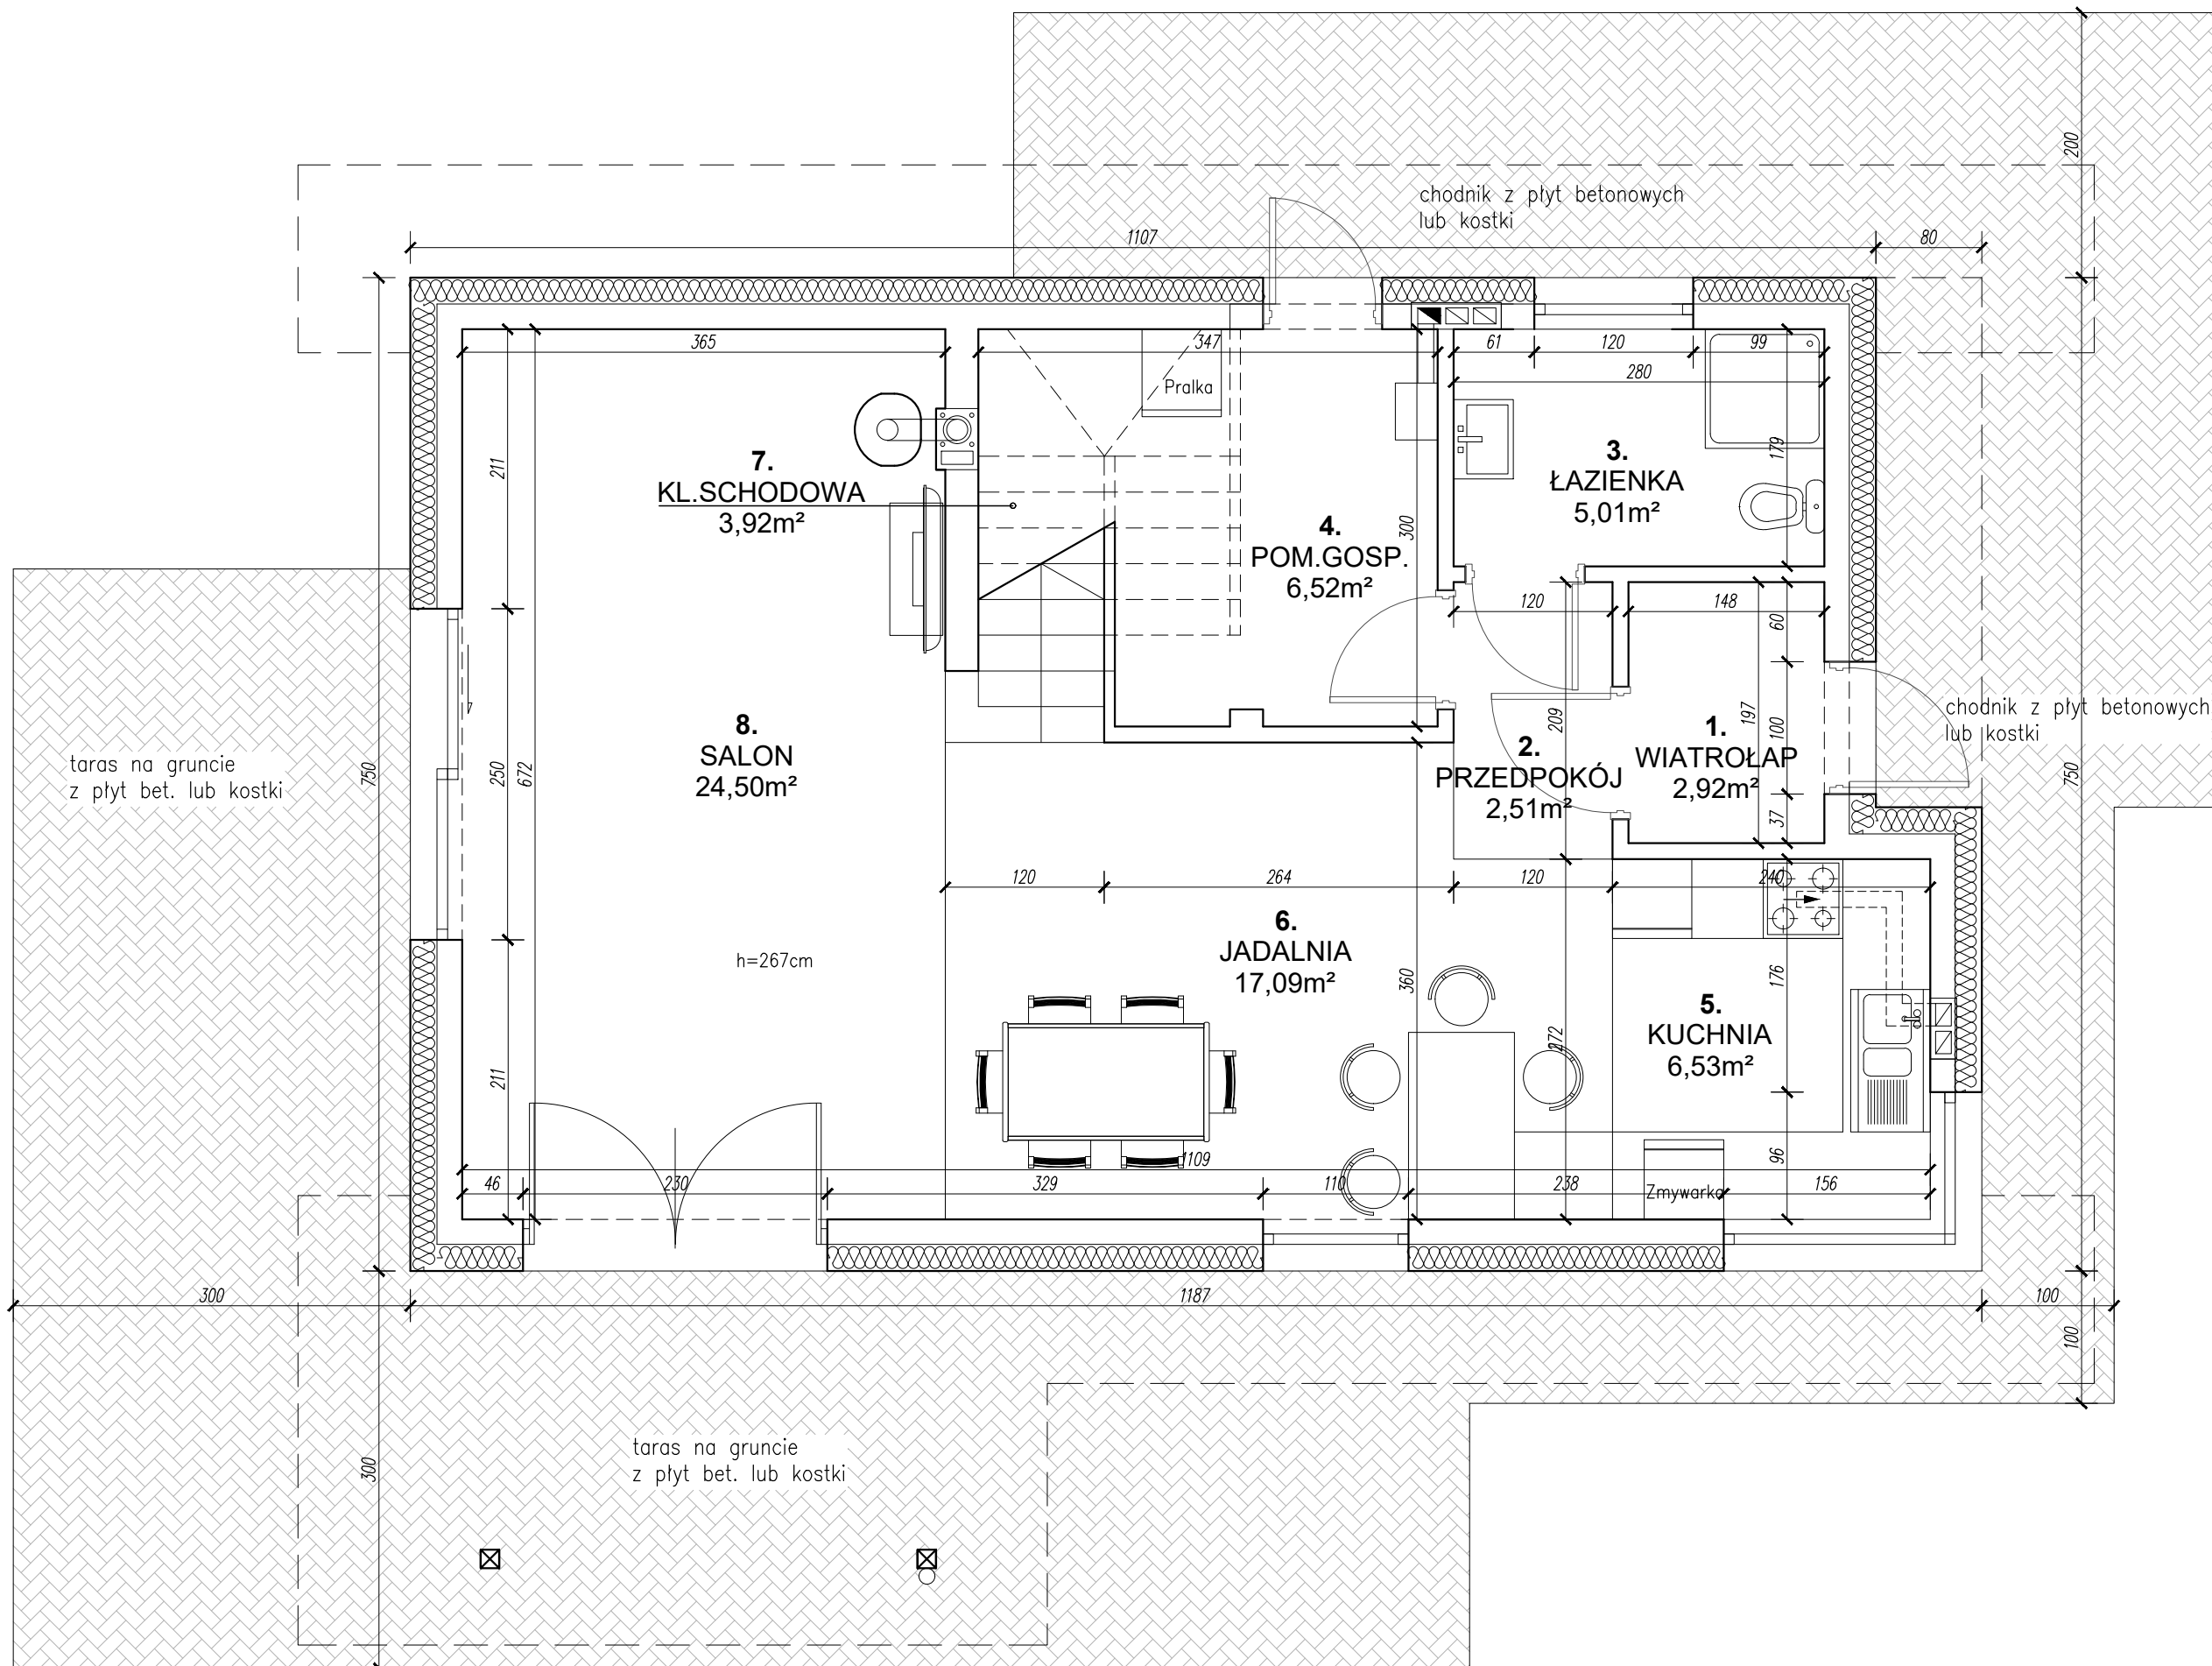 200
chodnik z płyt betonowych
lub kostki
1107
80
365
347
61
120
99
280
Pralka
7.
KL.SCHODOWA
3,92m²
211
3.
ŁAZIENKA
5,01m²
179
4.
POM.GOSP.
6,52m²
300
120
148
60
8.
SALON
24,50m²
250
672
750
taras na gruncie
z płyt bet. lub kostki
2.
PRZEDPOKÓJ
2,51m²
209
1.
WIATROŁAP
2,92m²
197
100
37
chodnik z płyt betonowych
lub kostki
750
120
264
120
240
6.
JADALNIA
17,09m²
h=267cm
360
272
176
5.
KUCHNIA
6,53m²
211
96
1109
46
230
329
110
238
Zmywarka
156
300
1187
100
100
300
taras na gruncie
z płyt bet. lub kostki